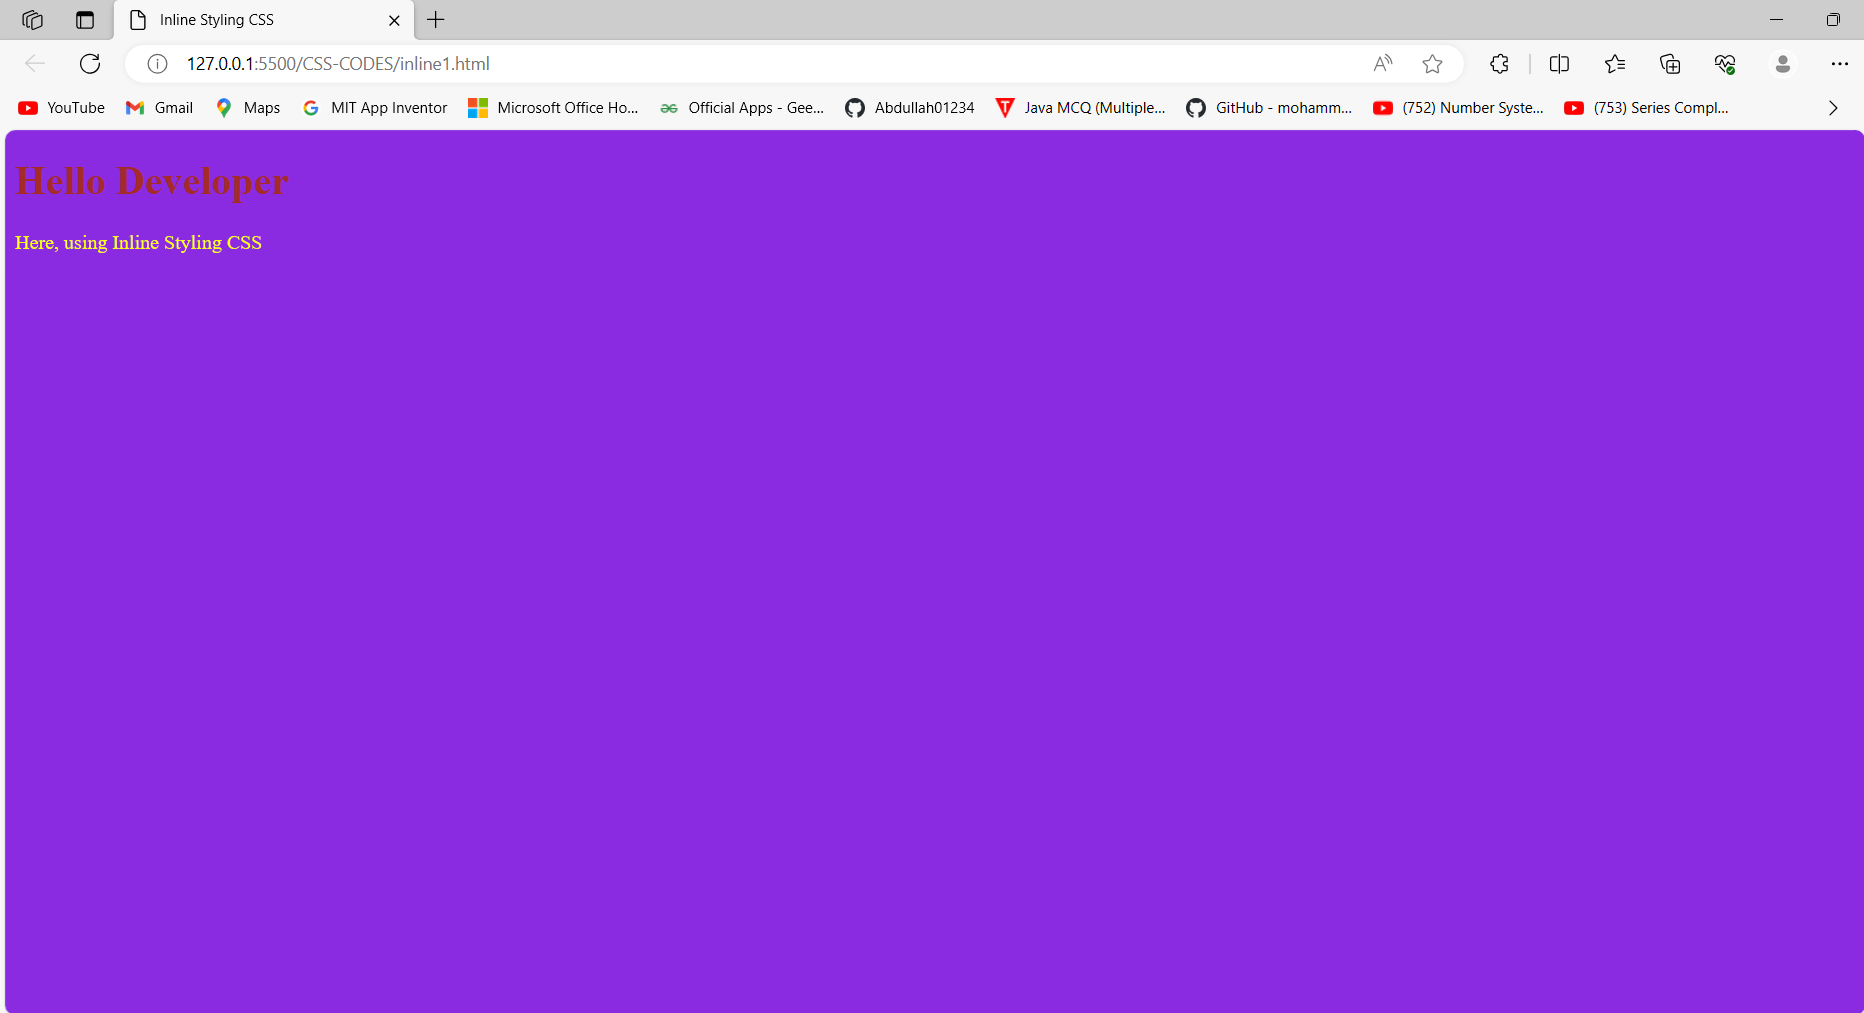 Inline Styling CSS
127.0.0.1:5500/CSS-CODES/inline1.html
YouTube Gmail Maps MIT App Inventor Microsoft Office Ho... Official Apps - Gee... Abdullah01234 Java MCQ (Multiple... GitHub - mohamm... (752) Number Syste... (753) Series Compl...
Hello Developer
Here, using Inline Styling CSS